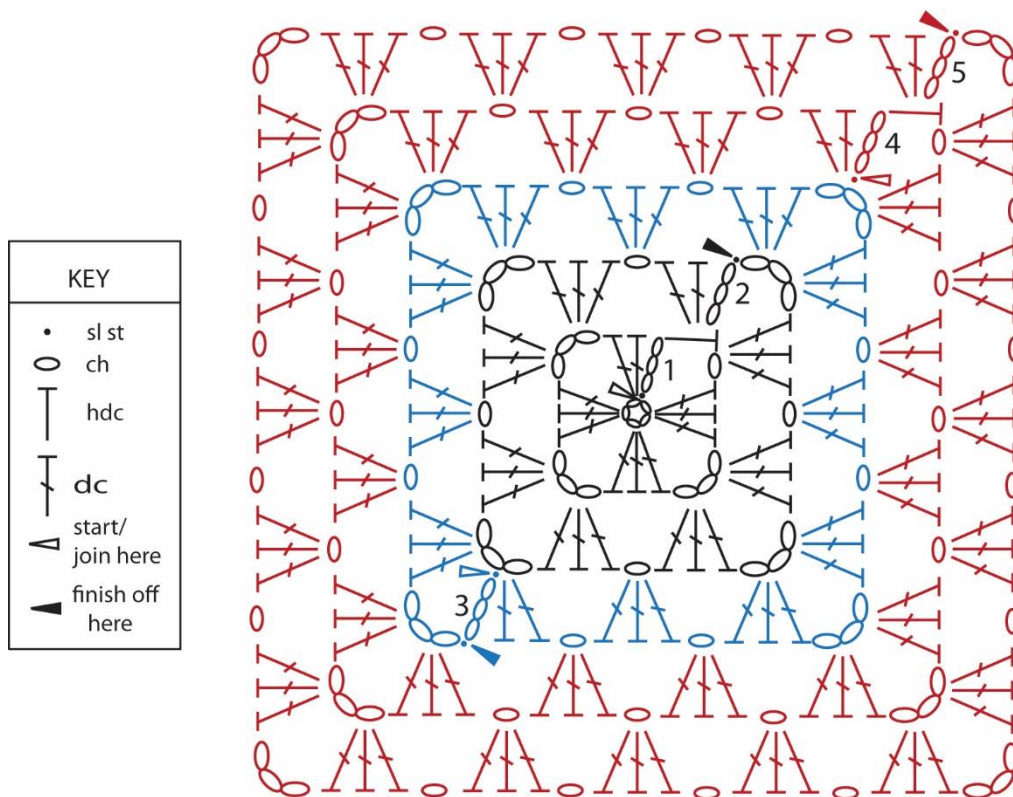 KEY
sl st
ch
hdc
dc
start/
join here
finish off
here
5
4
2
1
3